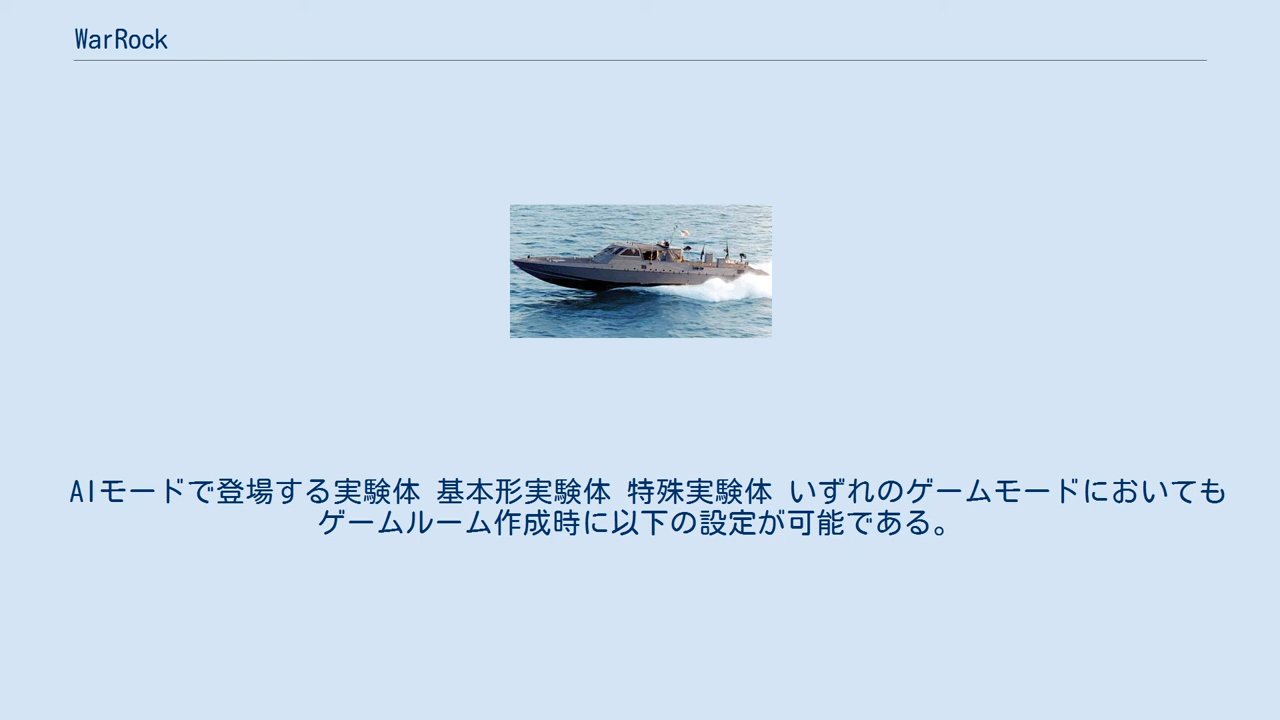 WarRock
AIモードで登場する実験体 基本形実験体 特殊実験体 いずれのゲームモードにおいても
ゲームルーム作成時に以下の設定が可能である。